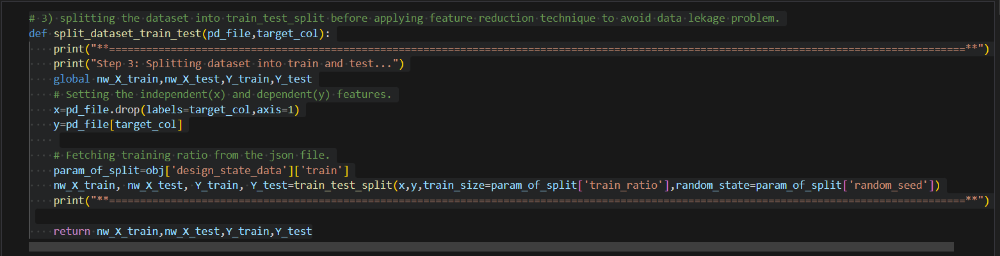 # 3) splitting the dataset into train_test_split before applying feature reduction technique to avoid data lekage problem.
def split_dataset_train_test(pd_file,target_col):
    print("**===========================================================================================================================================**")
    print("Step 3: Splitting dataset into train and test...")
    global nw_X_train,nw_X_test,Y_train,Y_test
    # Setting the independent(x) and dependent(y) features.
    x=pd_file.drop(labels=target_col,axis=1)
    y=pd_file[target_col]
    # Fetching training ratio from the json file.
    param_of_split=obj['design_state_data']['train']
    nw_X_train, nw_X_test, Y_train, Y_test=train_test_split(x,y,train_size=param_of_split['train_ratio'],random_state=param_of_split['random_seed'])
    print("**===========================================================================================================================================**")
    return nw_X_train,nw_X_test,Y_train,Y_test